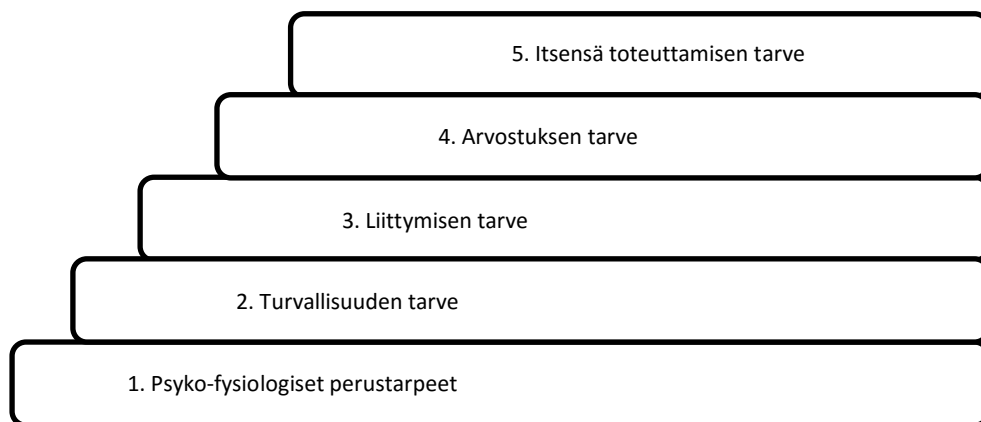 5. Itsensä toteuttamisen tarve
4. Arvostuksen tarve
3. Liittymisen tarve
2. Turvallisuuden tarve
1. Psyko-fysiologiset perustarpeet